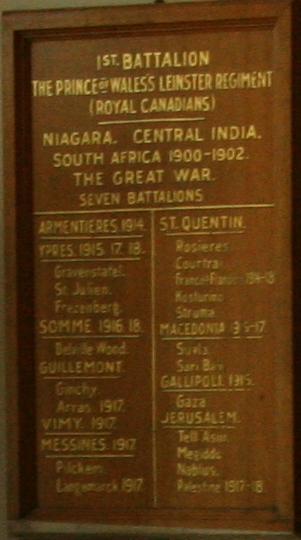 1ST. BATTALION
THE PRINCE OF WALES'S LEINSTER REGIMENT
(ROYAL CANADIANS)
NIAGARA. CENTRAL INDIA.
SOUTH AFRICA 1900-1902.
THE GREAT WAR.
SEVEN BATTALIONS
ARMENTIERES 1914.
YPRES. 1915. 17. 18.
Gravenstafel.
St. Julien.
Frezenberg.
SOMME 1916. 18.
Delville Wood.
GUILLEMONT.
Ginchy.
Arras. 1917.
VIMY. 1917.
MESSINES. 1917.
Pilckem.
Langemarck 1917.
ST. QUENTIN.
Rosieres.
Courtrai.
France & Flanders 1914-18
Kosturino
Struma
MACEDONIA 1915-17.
Suvla.
Sari Bair
GALLIPOLI. 1915.
Gaza.
JERUSALEM.
Tell Asur.
Megiddo.
Nablus.
Palestine 1917-18